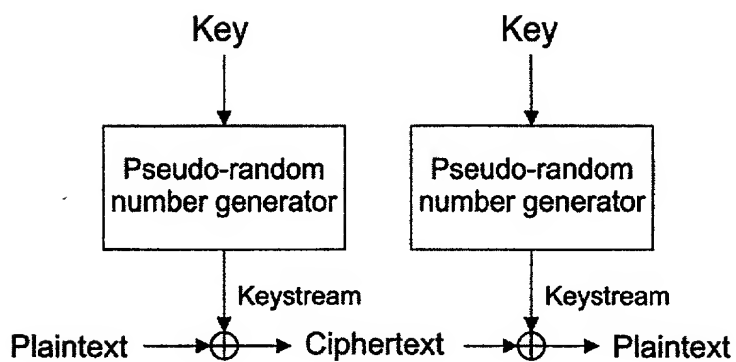 Key Key
Pseudo-random Pseudo-random
number generator number generator
Keystream Keystream
Plaintext Ciphertext Plaintext